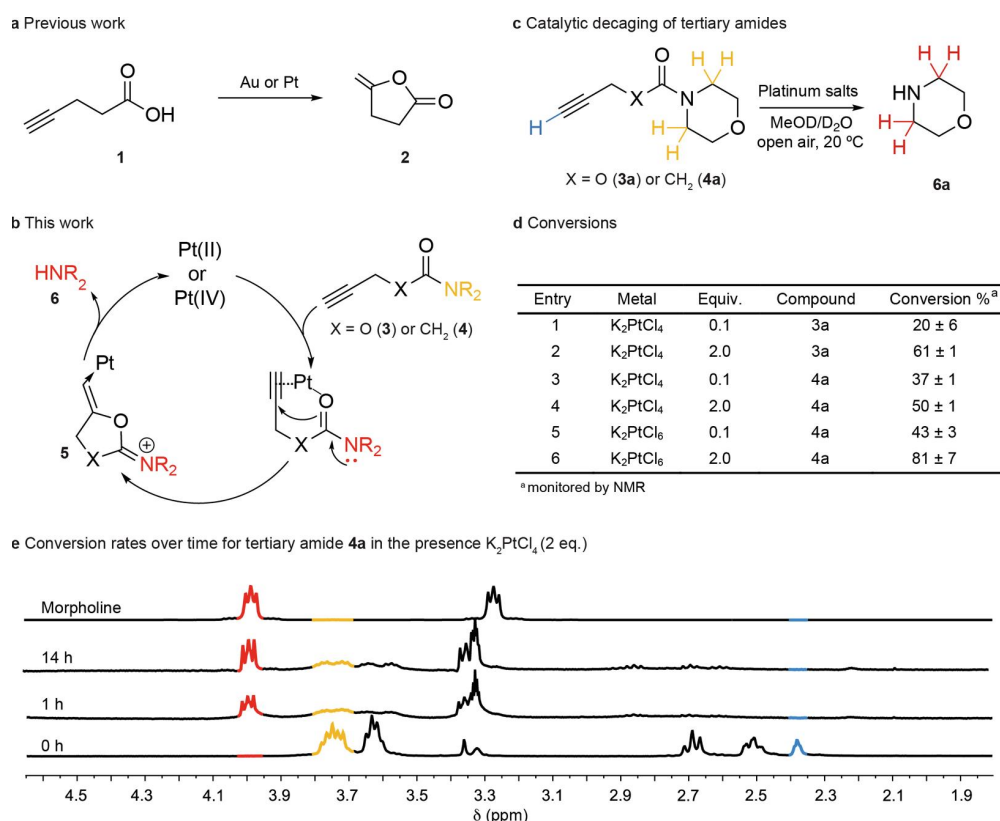 a Previous work
O
OH
1
Au or Pt
O
O
2
c Catalytic decaging of tertiary amides
O
H H
X N
H
O
H
H
X = O (3a) or CH₂ (4a)
Platinum salts
MeOD/D₂O
open air, 20 ºC
H H
HN
H
O
H
6a
b This work
HNR₂
6
Pt(II)
or
Pt(IV)
O
X NR₂
X = O (3) or CH₂ (4)
Pt
O
5 X
⊕
NR₂
Pt
O
X NR₂
d Conversions
Entry Metal Equiv. Compound Conversion %ᵃ
1 K₂PtCl₄ 0.1 3a 20 ± 6
2 K₂PtCl₄ 2.0 3a 61 ± 1
3 K₂PtCl₄ 0.1 4a 37 ± 1
4 K₂PtCl₄ 2.0 4a 50 ± 1
5 K₂PtCl₆ 0.1 4a 43 ± 3
6 K₂PtCl₆ 2.0 4a 81 ± 7
ᵃ monitored by NMR
e Conversion rates over time for tertiary amide 4a in the presence K₂PtCl₄ (2 eq.)
Morpholine
14 h
1 h
0 h
4.5 4.3 4.1 3.9 3.7 3.5 3.3 3.1 2.9 2.7 2.5 2.3 2.1 1.9
δ (ppm)